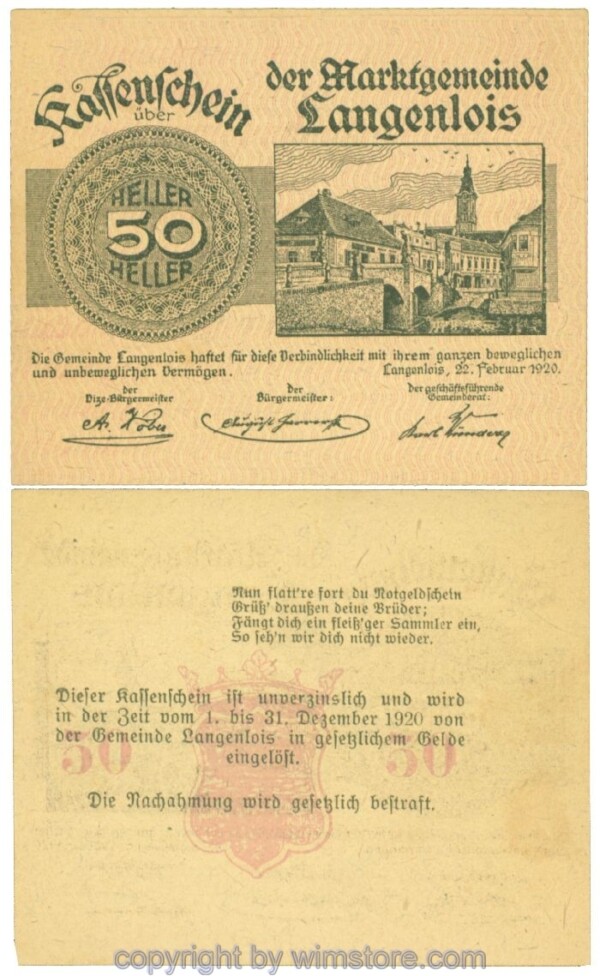 Kassenschein
über
der Marktgemeinde
Langenlois
HELLER
50
HELLER
Die Gemeinde Langenlois haftet für diese Verbindlichkeit mit ihrem ganzen beweglichen
und unbeweglichen Vermögen.
Langenlois, 22. Februar 1920.
der
Vize-Bürgermeister
Der
Bürgermeister:
Der geschäftsführende
Gemeinderat:
Nun flatt're fort du Notgeldschein
Grüß' draußen deine Brüder;
Fängt dich ein fleiß'ger Sammler ein,
So seh'n wir dich nicht wieder.
Dieser Kassenschein ist unverzinslich und wird
in der Zeit vom 1. bis 31. Dezember 1920 von
der Gemeinde Langenlois in gesetzlichem Gelde
eingelöst.
50 50
Die Nachahmung wird gesetzlich bestraft.
copyright by wimstore.com